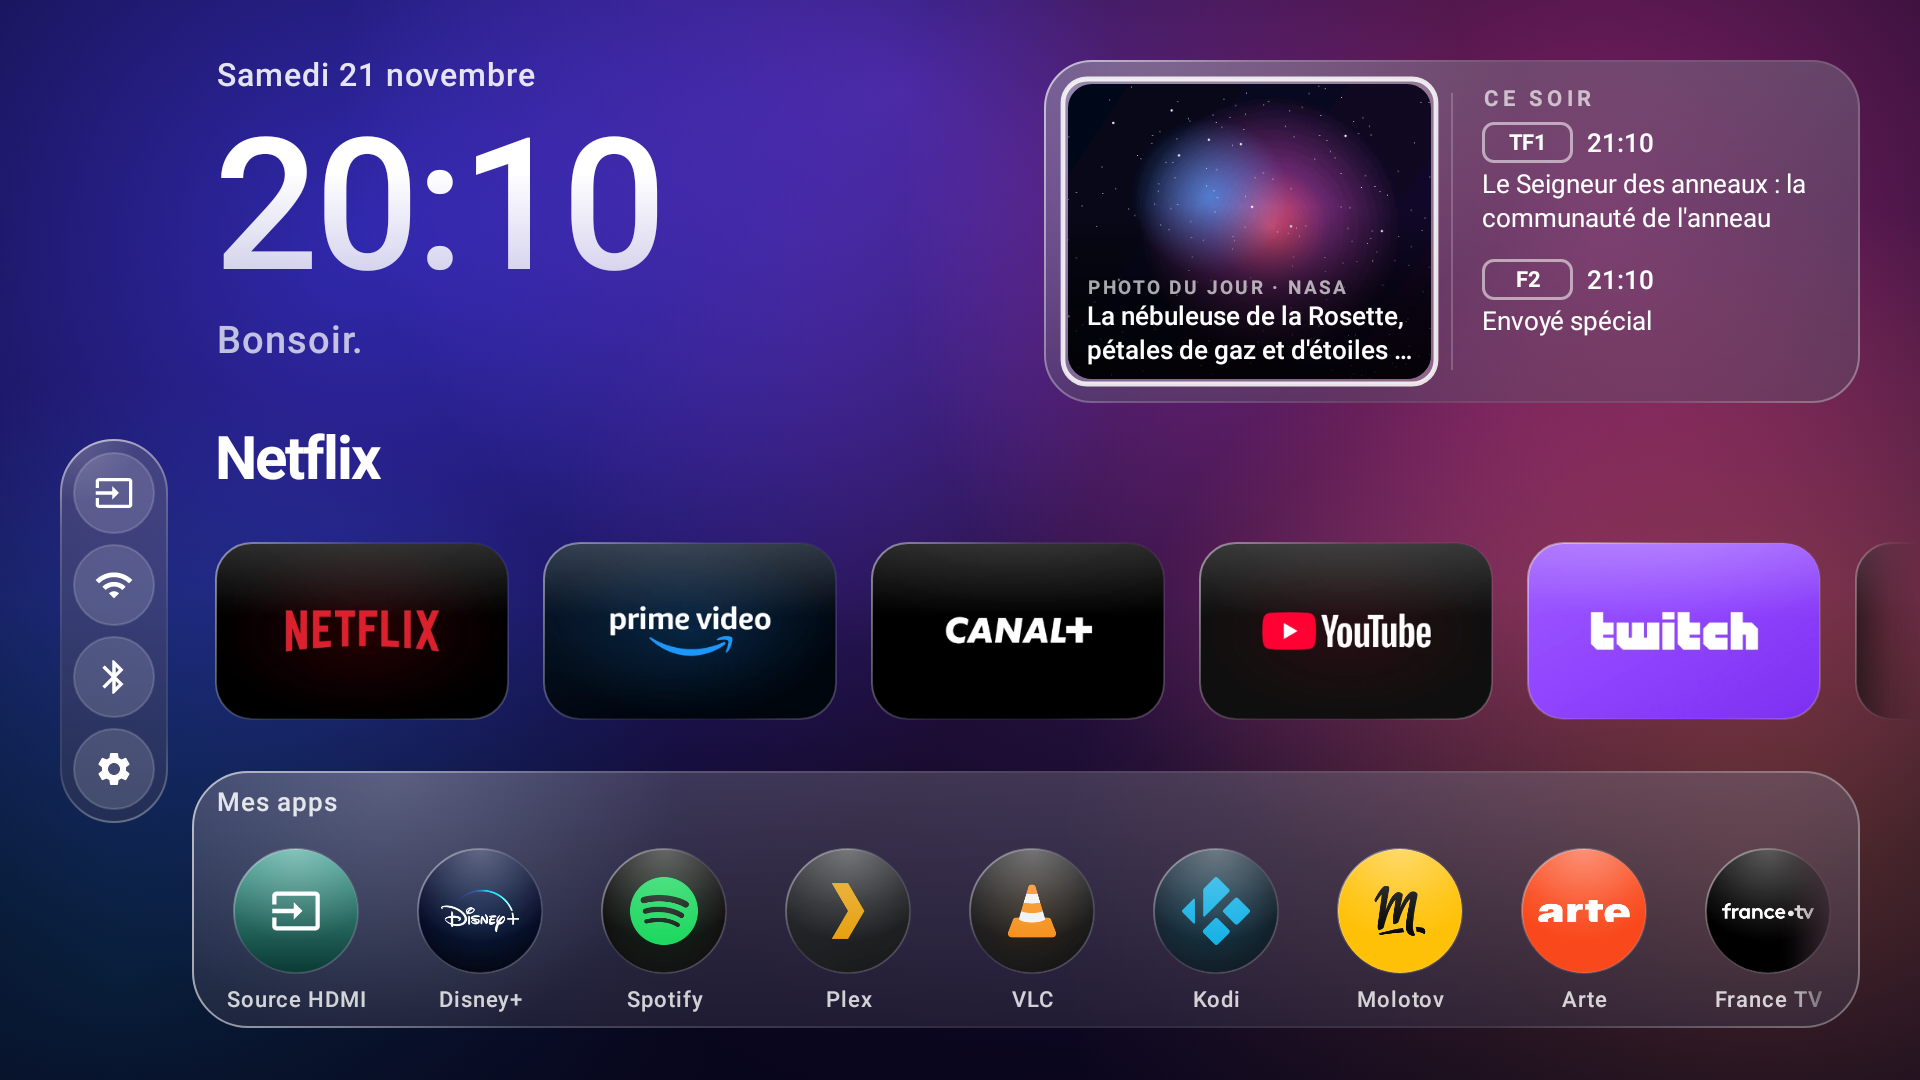 Samedi 21 novembre
20:10
Bonsoir.
PHOTO DU JOUR · NASA
La nébuleuse de la Rosette,
pétales de gaz et d'étoiles ...
CE SOIR
TF1 21:10
Le Seigneur des anneaux : la
communauté de l'anneau
F2 21:10
Envoyé spécial
Netflix
NETFLIX
prime video
CANAL+
YouTube
twitch
Mes apps
Disney+
M.
arte
france•tv
Source HDMI
Disney+
Spotify
Plex
VLC
Kodi
Molotov
Arte
France TV